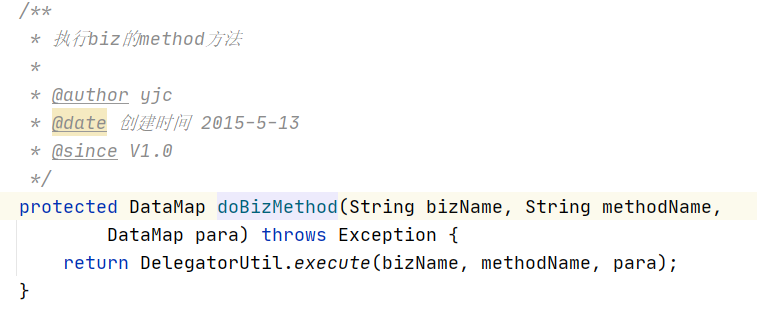 /**
 * 执行biz的method方法
 *
 * @author yjc
 * @date 创建时间 2015-5-13
 * @since V1.0
 */
protected DataMap doBizMethod(String bizName, String methodName,
        DataMap para) throws Exception {
    return DelegatorUtil.execute(bizName, methodName, para);
}